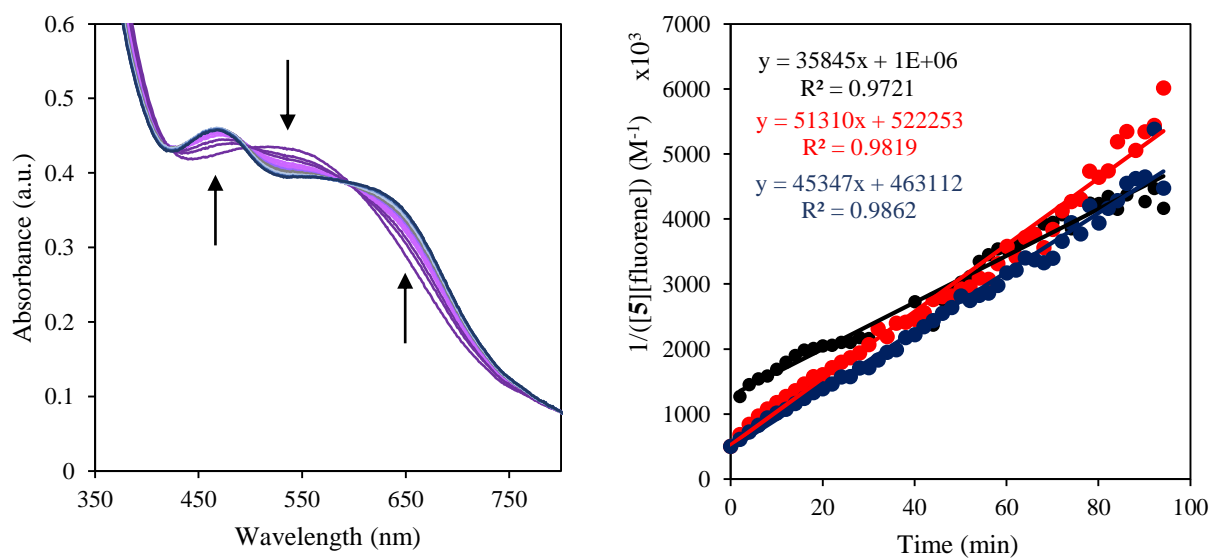 Absorbance (a.u.)
0.6
0.5
0.4
0.3
0.2
0.1
0
350
450
550
650
750
Wavelength (nm)
1/([5][fluorene]) (M⁻¹) x10³
7000
6000
5000
4000
3000
2000
1000
0
y = 35845x + 1E+06
R² = 0.9721
y = 51310x + 522253
R² = 0.9819
y = 45347x + 463112
R² = 0.9862
0
20
40
60
80
100
Time (min)